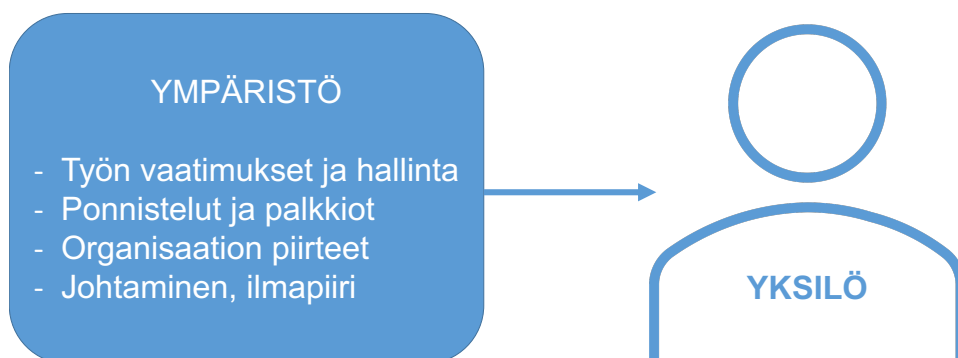 YMPÄRISTÖ
- Työn vaatimukset ja hallinta
- Ponnistelut ja palkkiot
- Organisaation piirteet
- Johtaminen, ilmapiiri
YKSILÖ